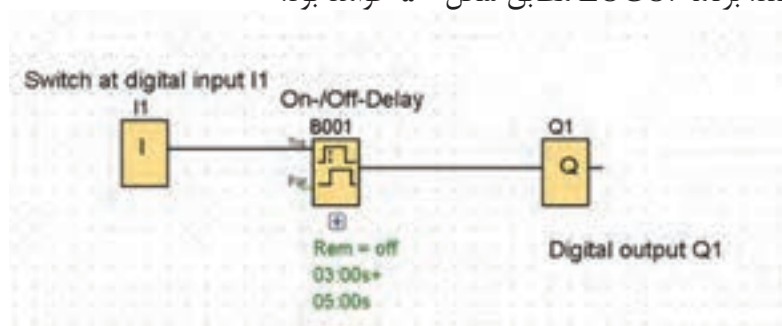 Switch at digital input I1
I1
I
On-/Off-Delay
B001
Trg
Par
Rem = off
03:00s+
05:00s
Q1
Q
Digital output Q1